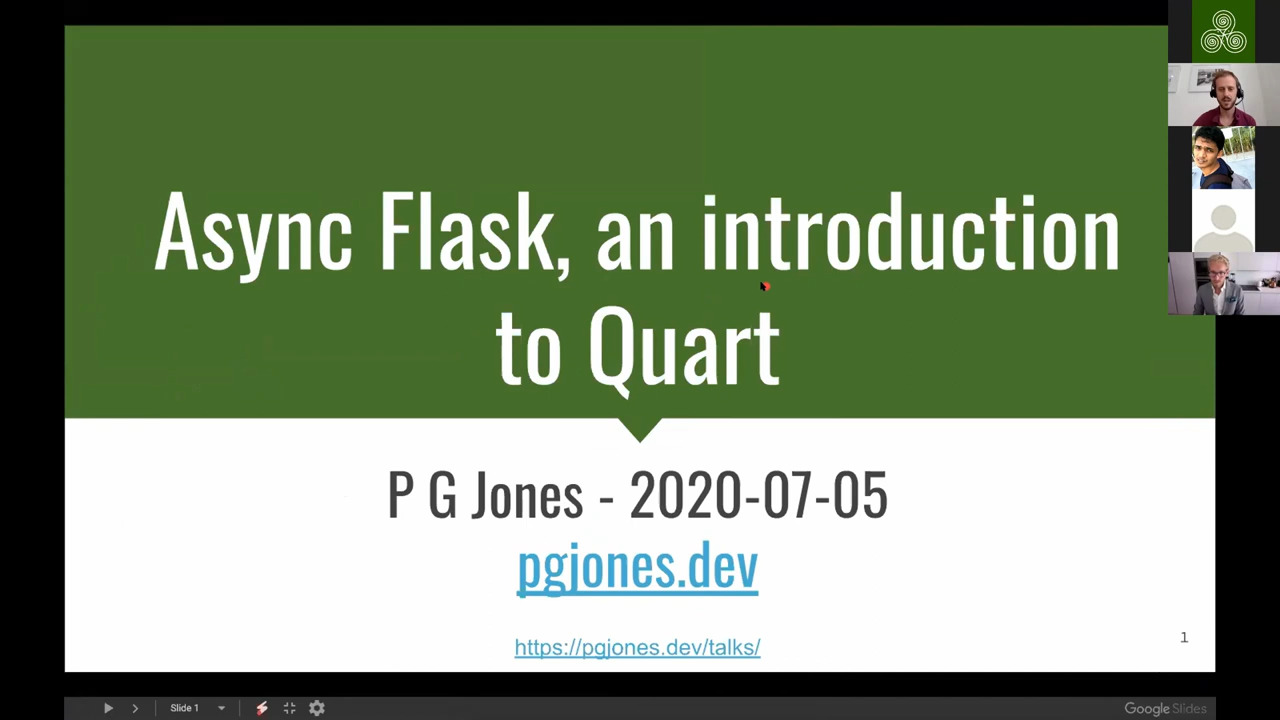 Async Flask, an introduction
to Quart
P G Jones - 2020-07-05
pgjones.dev
https://pgjones.dev/talks/
1
Slide 1
Google Slides